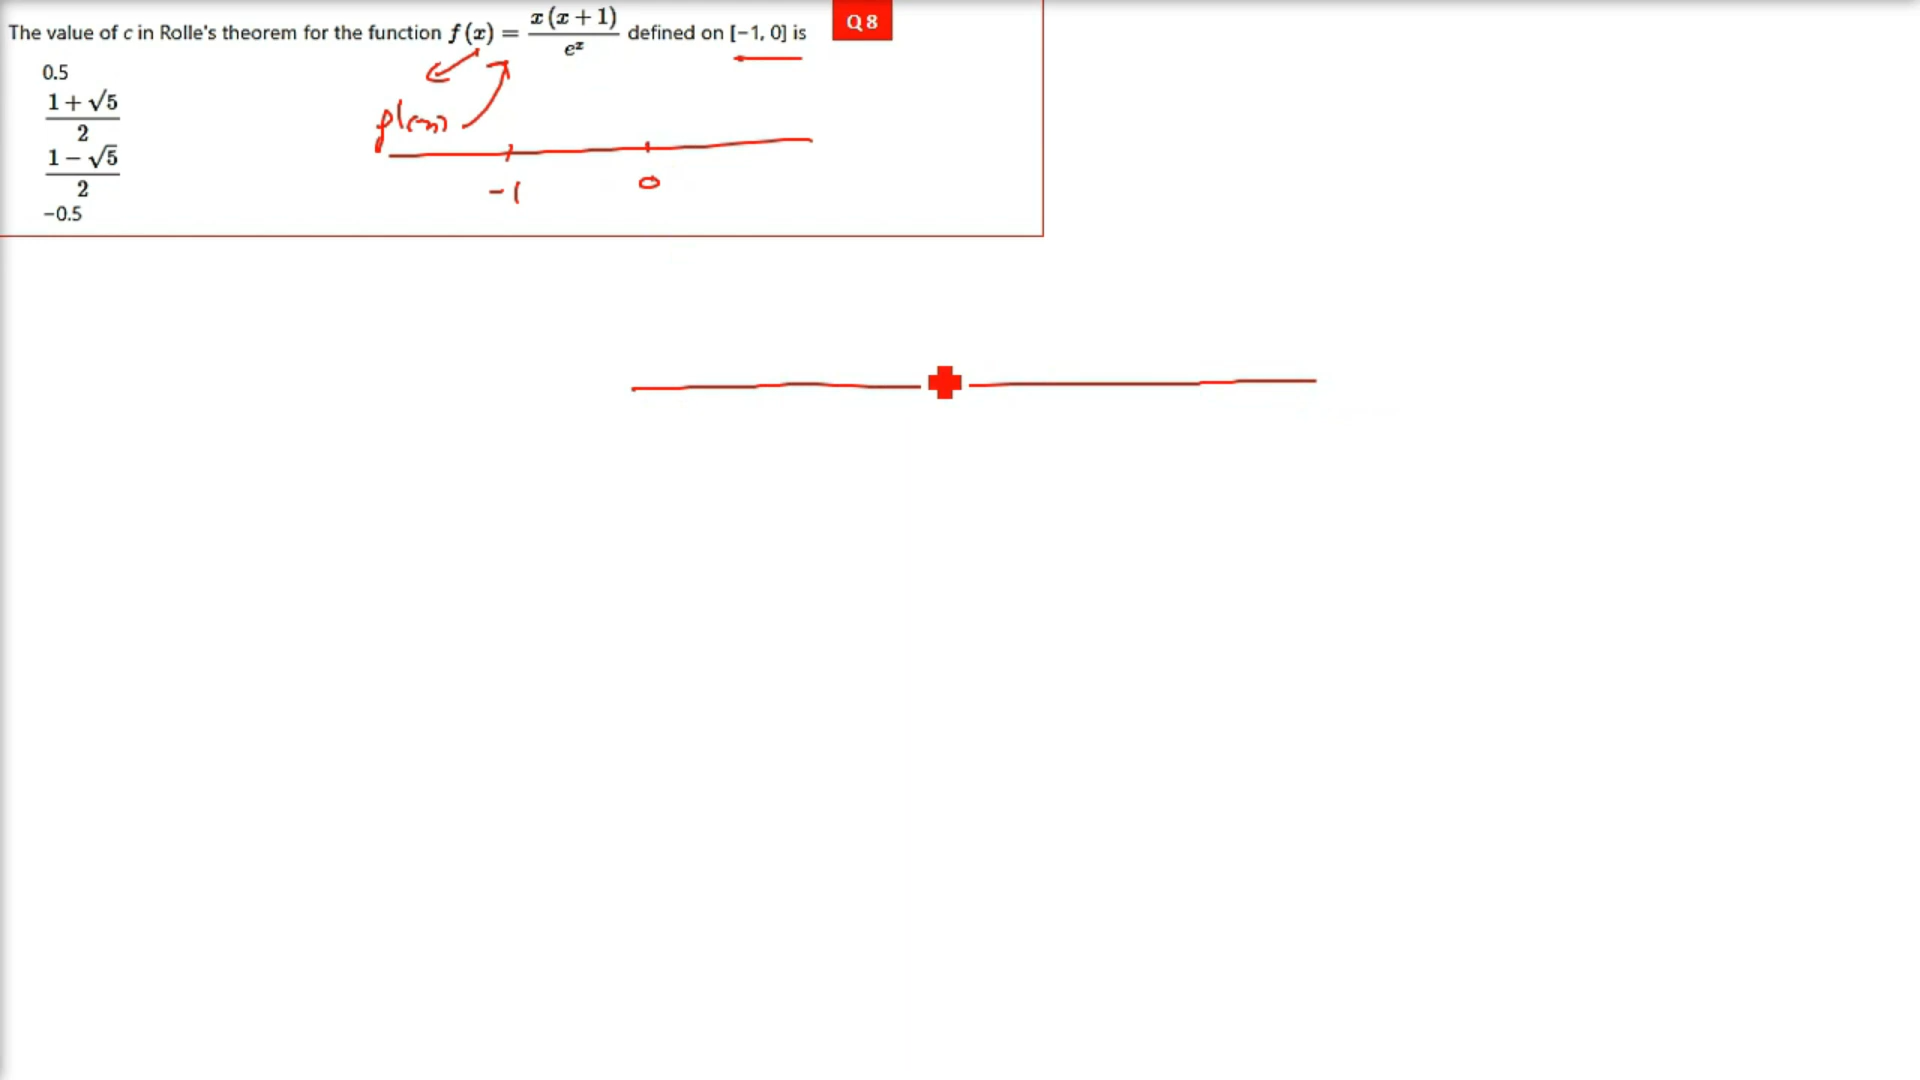 The value of c in Rolle's theorem for the function f(x) = x(x + 1) / e^x defined on [−1, 0] is
Q 8
0.5
1 + √5 / 2
1 − √5 / 2
−0.5
-1 0